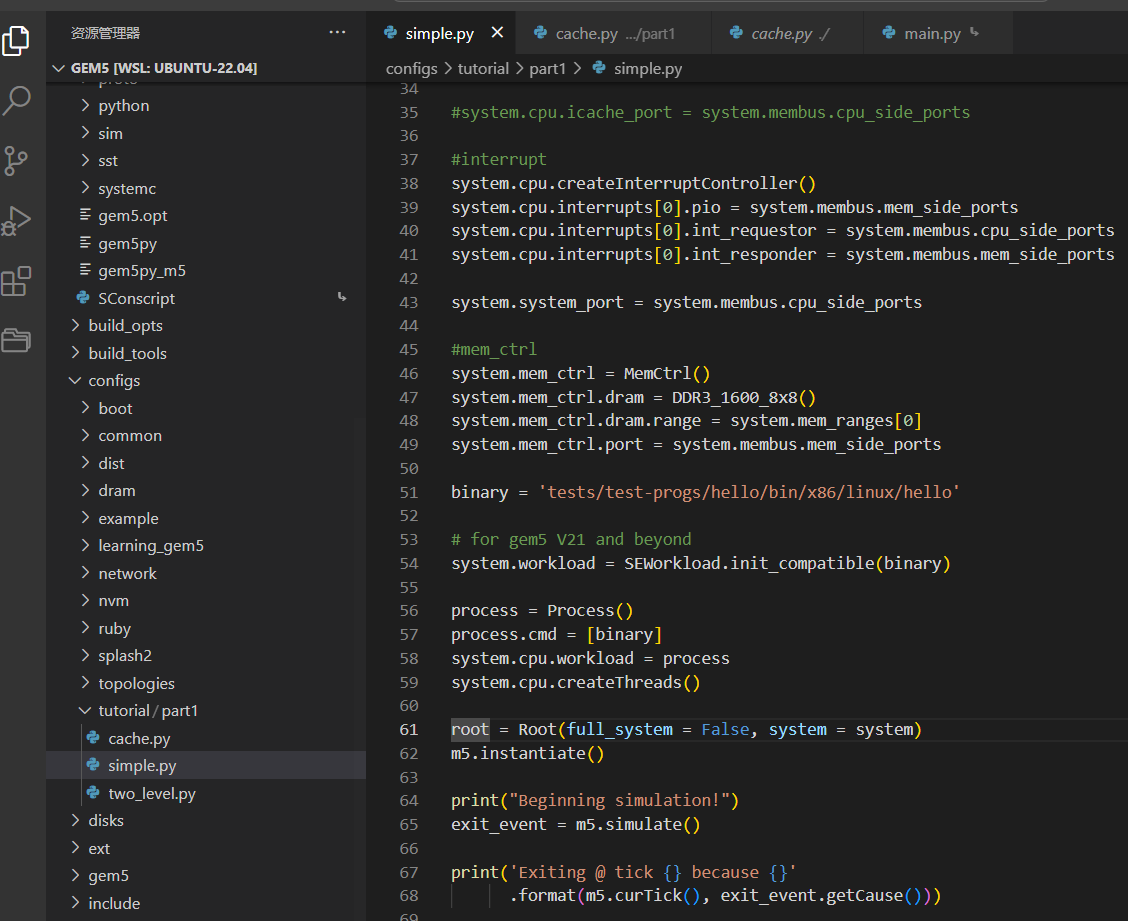 资源管理器
···
GEM5 [WSL: UBUNTU-22.04]
proto
python
sim
sst
systemc
gem5.opt
gem5py
gem5py_m5
SConscript
build_opts
build_tools
configs
boot
common
dist
dram
example
learning_gem5
network
nvm
ruby
splash2
topologies
tutorial / part1
cache.py
simple.py
two_level.py
disks
ext
gem5
include
simple.py
cache.py .../part1
cache.py ./
main.py
configs > tutorial > part1 > simple.py
34
35 #system.cpu.icache_port = system.membus.cpu_side_ports
36
37 #interrupt
38 system.cpu.createInterruptController()
39 system.cpu.interrupts[0].pio = system.membus.mem_side_ports
40 system.cpu.interrupts[0].int_requestor = system.membus.cpu_side_ports
41 system.cpu.interrupts[0].int_responder = system.membus.mem_side_ports
42
43 system.system_port = system.membus.cpu_side_ports
44
45 #mem_ctrl
46 system.mem_ctrl = MemCtrl()
47 system.mem_ctrl.dram = DDR3_1600_8x8()
48 system.mem_ctrl.dram.range = system.mem_ranges[0]
49 system.mem_ctrl.port = system.membus.mem_side_ports
50
51 binary = 'tests/test-progs/hello/bin/x86/linux/hello'
52
53 # for gem5 V21 and beyond
54 system.workload = SEWorkload.init_compatible(binary)
55
56 process = Process()
57 process.cmd = [binary]
58 system.cpu.workload = process
59 system.cpu.createThreads()
60
61 root = Root(full_system = False, system = system)
62 m5.instantiate()
63
64 print("Beginning simulation!")
65 exit_event = m5.simulate()
66
67 print('Exiting @ tick {} because {}'
68 .format(m5.curTick(), exit_event.getCause()))
69